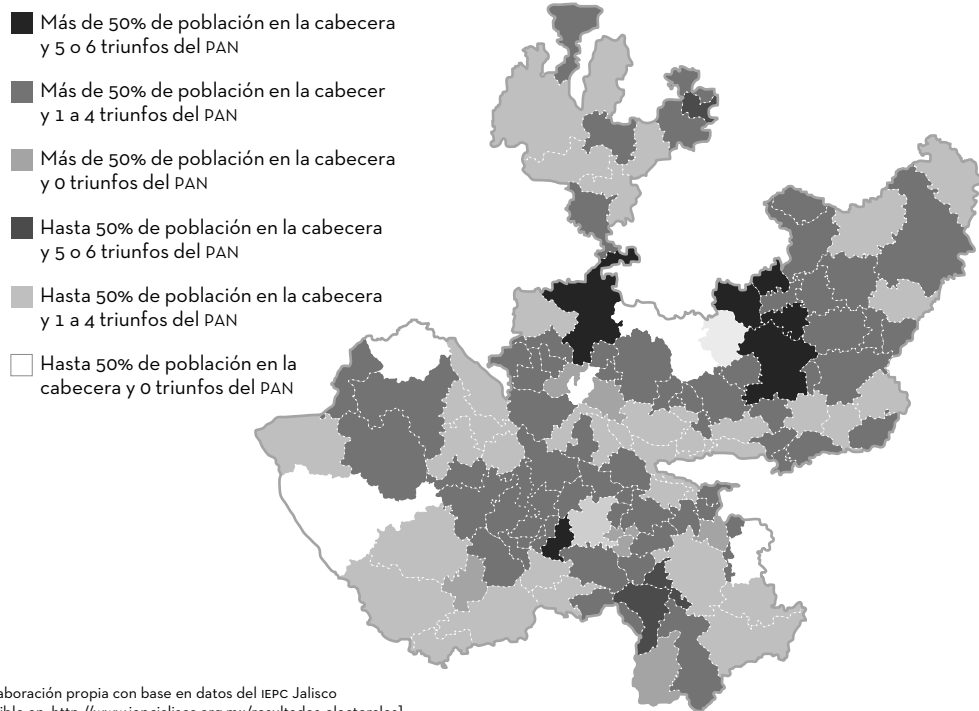 Más de 50% de población en la cabecera
y 5 o 6 triunfos del PAN
Más de 50% de población en la cabecer
y 1 a 4 triunfos del PAN
Más de 50% de población en la cabecera
y 0 triunfos del PAN
Hasta 50% de población en la cabecera
y 5 o 6 triunfos del PAN
Hasta 50% de población en la cabecera
y 1 a 4 triunfos del PAN
Hasta 50% de población en la
cabecera y 0 triunfos del PAN
aboración propia con base en datos del IEPC Jalisco